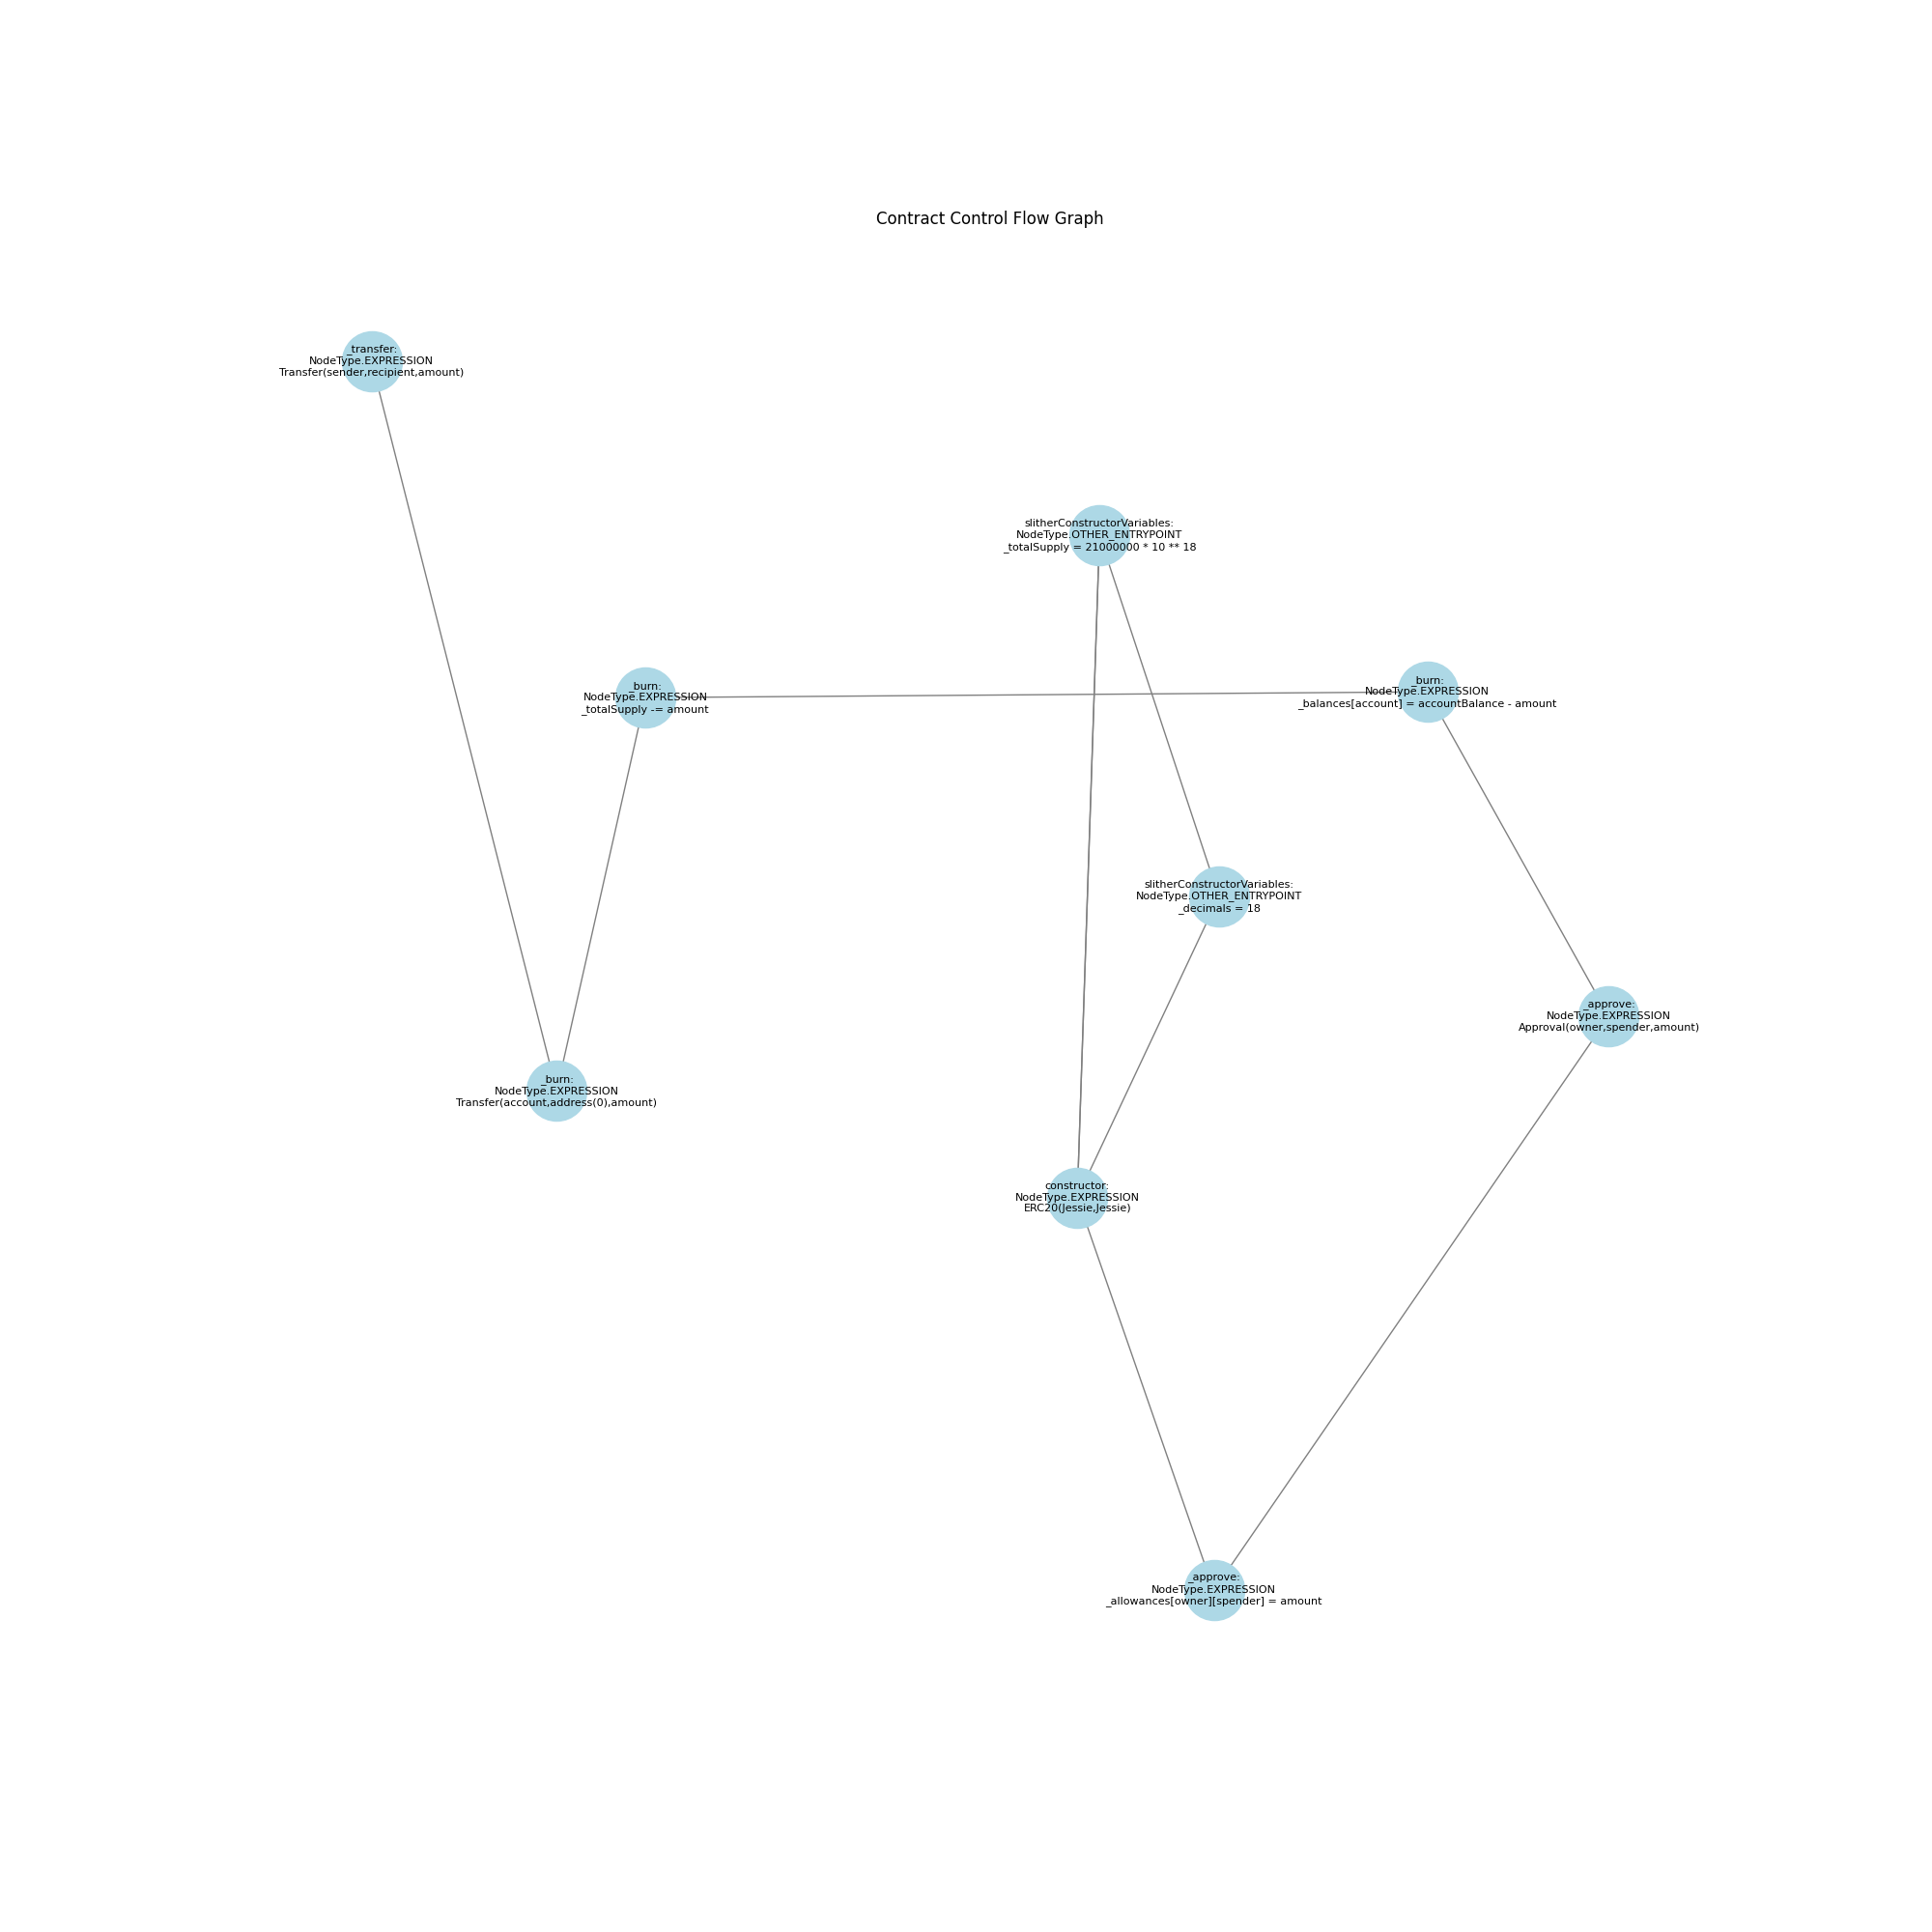 Contract Control Flow Graph
_transfer:
NodeType.EXPRESSION
Transfer(sender,recipient,amount)
slitherConstructorVariables:
NodeType.OTHER_ENTRYPOINT
_totalSupply = 21000000 * 10 ** 18
_burn:
NodeType.EXPRESSION
_totalSupply -= amount
_burn:
NodeType.EXPRESSION
_balances[account] = accountBalance - amount
slitherConstructorVariables:
NodeType.OTHER_ENTRYPOINT
_decimals = 18
_approve:
NodeType.EXPRESSION
Approval(owner,spender,amount)
_burn:
NodeType.EXPRESSION
Transfer(account,address(0),amount)
constructor:
NodeType.EXPRESSION
ERC20(Jessie,Jessie)
_approve:
NodeType.EXPRESSION
_allowances[owner][spender] = amount